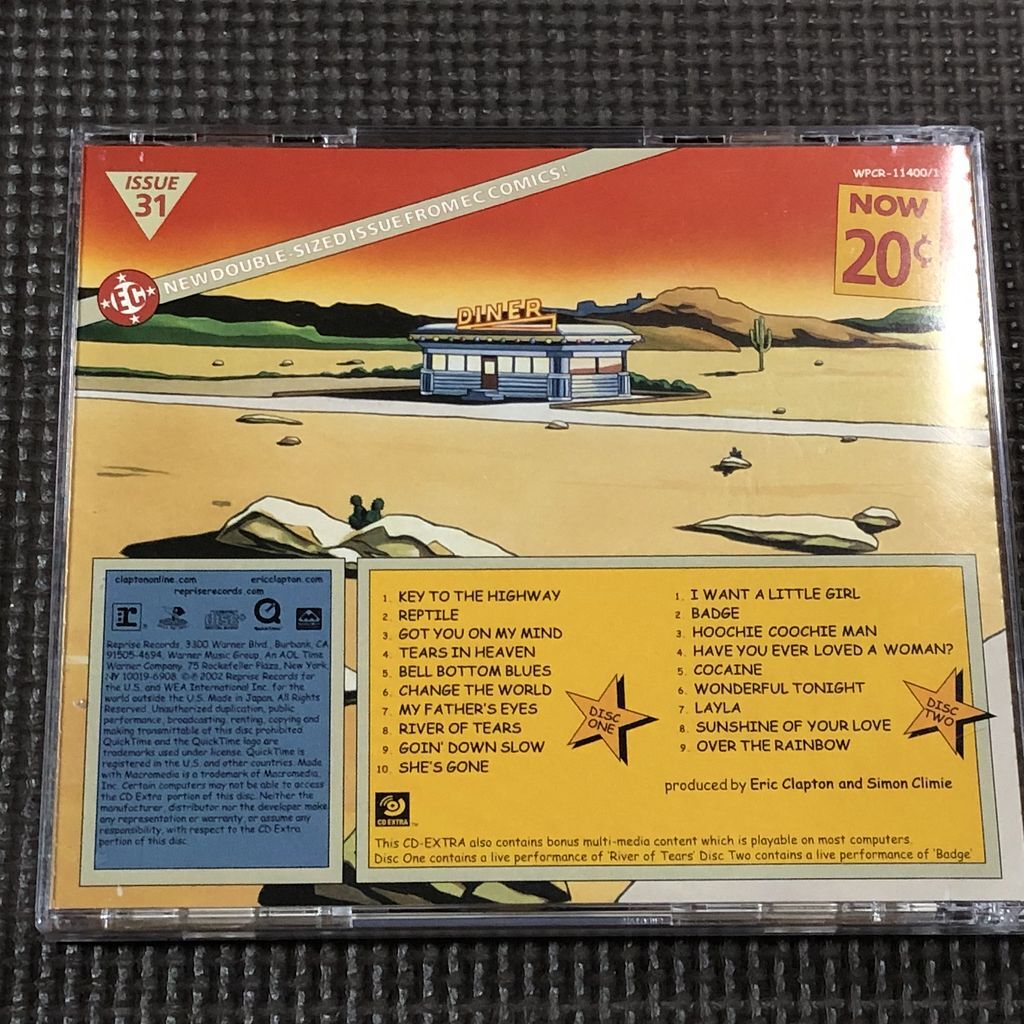 ISSUE
31
NEW DOUBLE-SIZED ISSUE FROM EC COMICS!
EC
WPCR-11400/1
NOW
20¢
DINER
claptononline.com ericclapton.com
repriserecords.com
r
QuickTime
Reprise Records, 3300 Warner Blvd., Burbank, CA
91505-4694. Warner Music Group, An AOL Time
Warner Company. 75 Rockefeller Plaza, New York,
NY 10019-6908. ©℗ 2002 Reprise Records for
the U.S. and WEA International Inc. for the
world outside the U.S. Made in Japan. All Rights
Reserved. Unauthorized duplication, public
performance, broadcasting, renting, copying and
making transmittable of this disc prohibited.
QuickTime and the QuickTime logo are
trademarks used under license. QuickTime is
registered in the U.S. and other countries. Made
with Macromedia is a trademark of Macromedia,
Inc. Certain computers may not be able to access
the CD Extra portion of this disc. Neither the
manufacturer, distributor nor the developer make
any representation or warranty, or assume any
responsibility, with respect to the CD Extra
portion of this disc.
1. KEY TO THE HIGHWAY
2. REPTILE
3. GOT YOU ON MY MIND
4. TEARS IN HEAVEN
5. BELL BOTTOM BLUES
6. CHANGE THE WORLD
7. MY FATHER'S EYES
8. RIVER OF TEARS
9. GOIN' DOWN SLOW
10. SHE'S GONE
DISC
ONE
1. I WANT A LITTLE GIRL
2. BADGE
3. HOOCHIE COOCHIE MAN
4. HAVE YOU EVER LOVED A WOMAN?
5. COCAINE
6. WONDERFUL TONIGHT
7. LAYLA
8. SUNSHINE OF YOUR LOVE
9. OVER THE RAINBOW
DISC
TWO
produced by Eric Clapton and Simon Climie
CD EXTRA
This CD-EXTRA also contains bonus multi-media content which is playable on most computers.
Disc One contains a live performance of 'River of Tears' Disc Two contains a live performance of 'Badge'